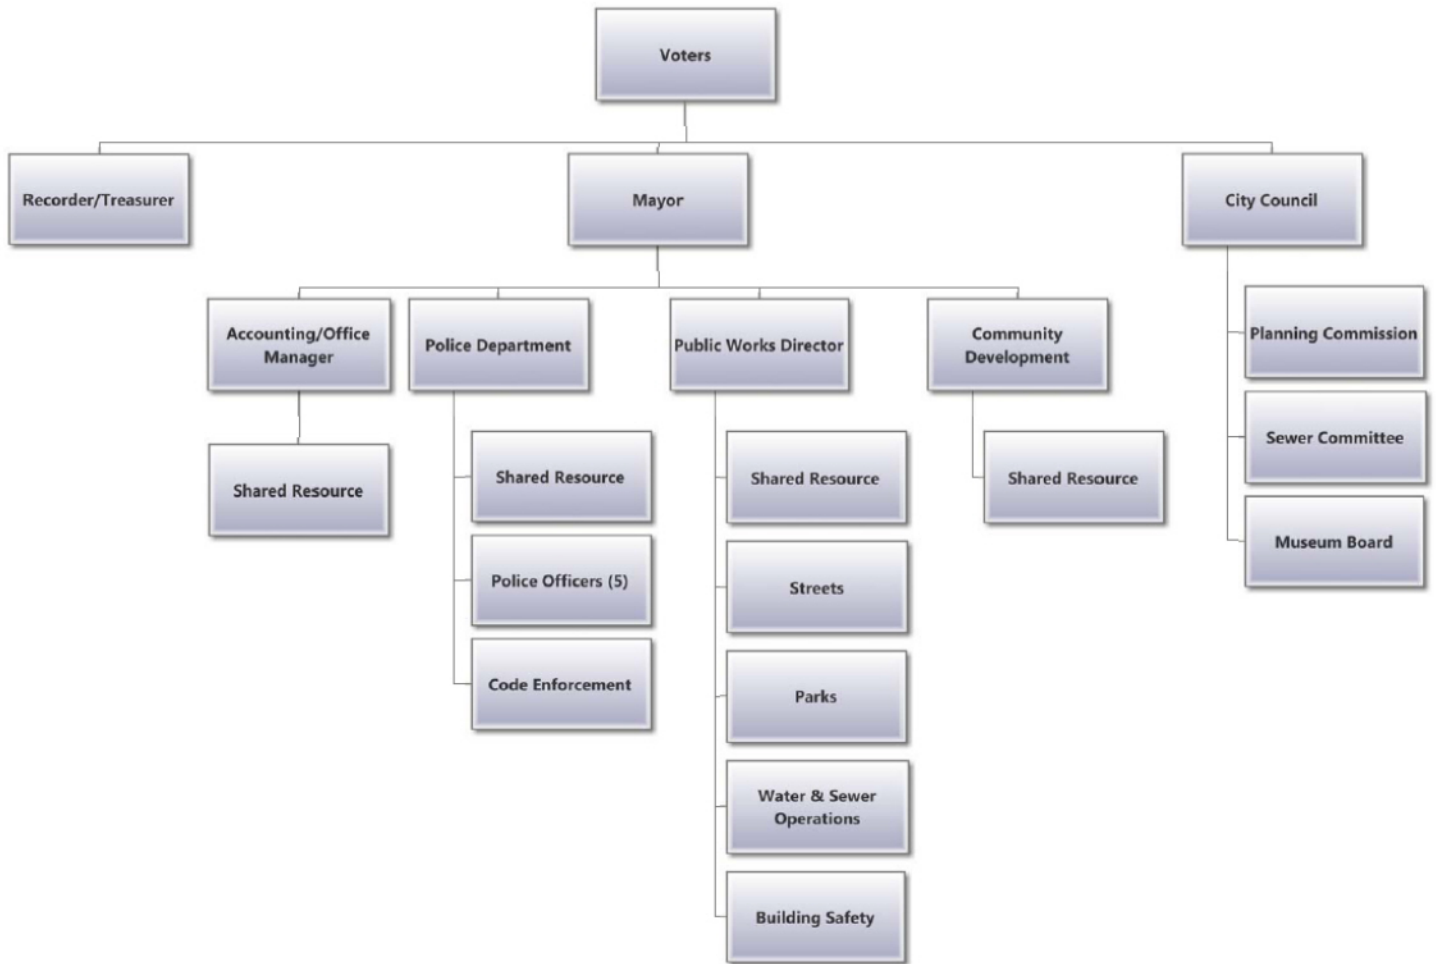 Voters
Recorder/Treasurer
Mayor
City Council
Accounting/Office
Manager
Police Department
Public Works Director
Community
Development
Planning Commission
Sewer Committee
Museum Board
Shared Resource
Shared Resource
Police Officers (5)
Code Enforcement
Shared Resource
Streets
Parks
Water & Sewer
Operations
Building Safety
Shared Resource